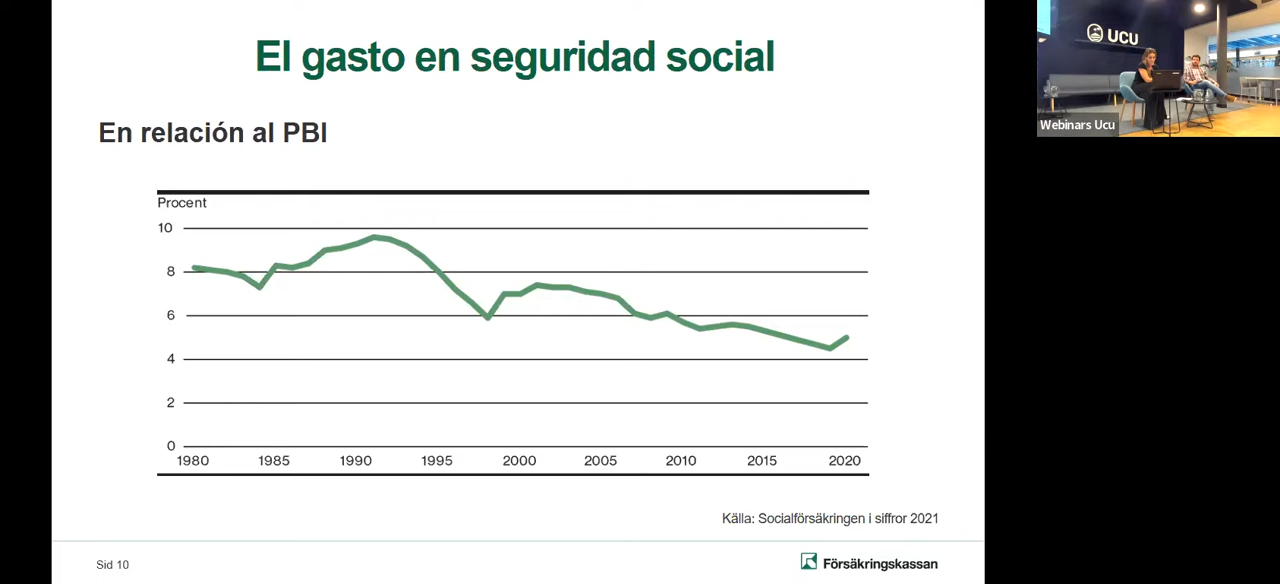 El gasto en seguridad social
En relación al PBI
Procent
10
8
6
4
2
0
1980 1985 1990 1995 2000 2005 2010 2015 2020
Källa: Socialförsäkringen i siffror 2021
Sid 10
Försäkringskassan
UCU
Webinars Ucu